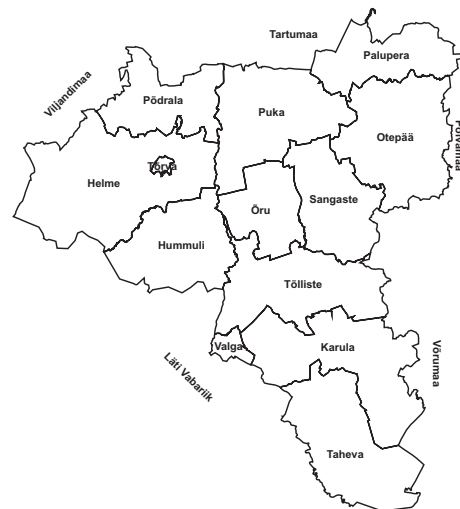 Tartumaa
Palupera
Viljandimaa
Põdrala
Puka
Otepää
Põlvamaa
Tõrva
Helme
Sangaste
Õru
Hummuli
Tõlliste
Valga
Karula
Võrumaa
Läti Vabariik
Taheva